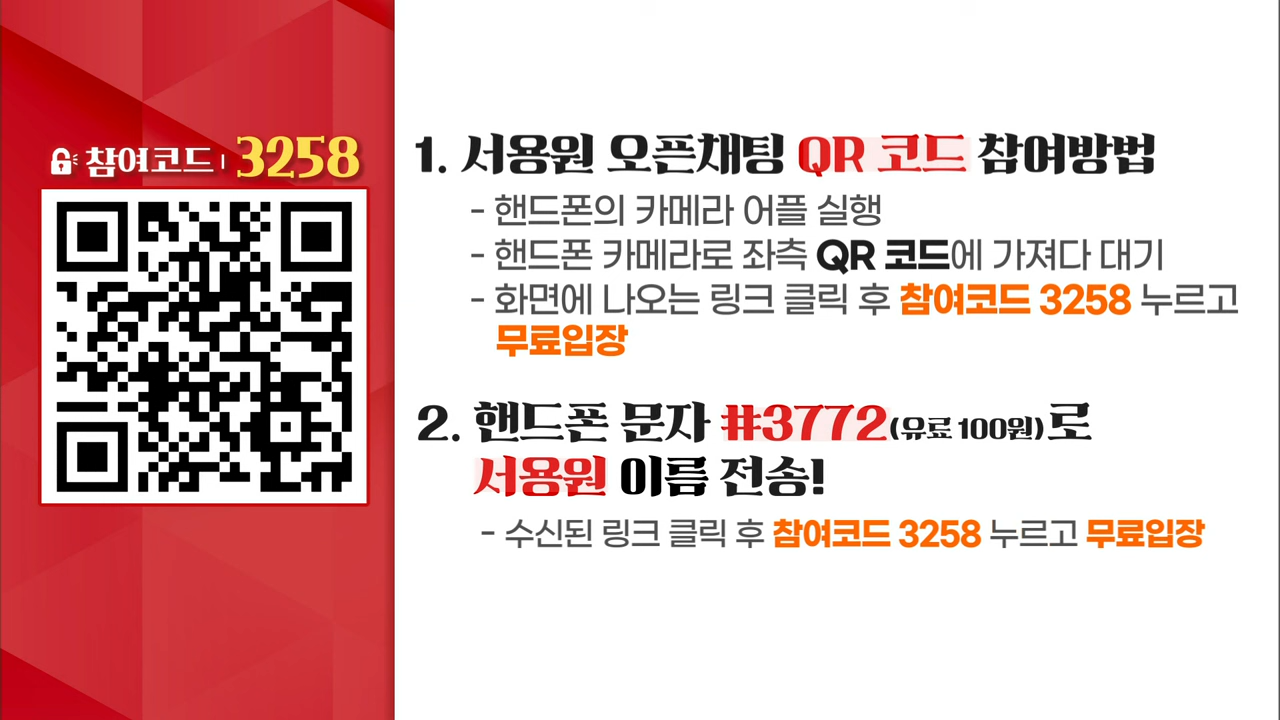 참여코드 | 3258
1. 서용원 오픈채팅 QR 코드 참여방법
- 핸드폰의 카메라 어플 실행
- 핸드폰 카메라로 좌측 QR 코드에 가져다 대기
- 화면에 나오는 링크 클릭 후 참여코드 3258 누르고
무료입장
2. 핸드폰 문자 #3772(유료 100원)로
서용원 이름 전송!
- 수신된 링크 클릭 후 참여코드 3258 누르고 무료입장